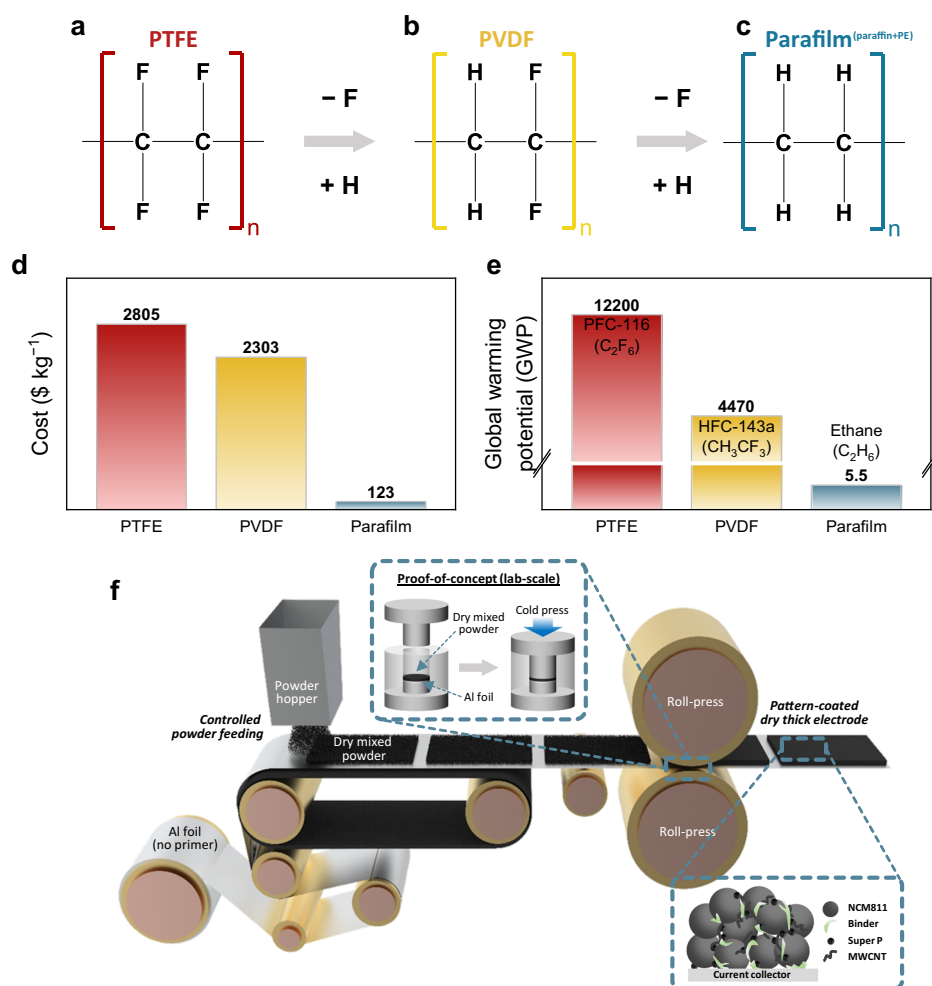 a
PTFE
F F
C C
F F
n
− F
+ H
b
PVDF
H F
C C
H F
n
− F
+ H
c
Parafilm(paraffin+PE)
H H
C C
H H
n
d
Cost ($ kg−1)
2805
2303
123
PTFE PVDF Parafilm
e
Global warming
potential (GWP)
12200
PFC-116
(C2F6)
4470
HFC-143a
(CH3CF3)
Ethane
(C2H6)
5.5
PTFE PVDF Parafilm
f
Proof-of-concept (lab-scale)
Dry mixed
powder
Al foil
Cold press
Powder
hopper
Controlled
powder feeding
Dry mixed
powder
Roll-press
Pattern-coated
dry thick electrode
Al foil
(no primer)
Roll-press
NCM811
Binder
Super P
MWCNT
Current collector